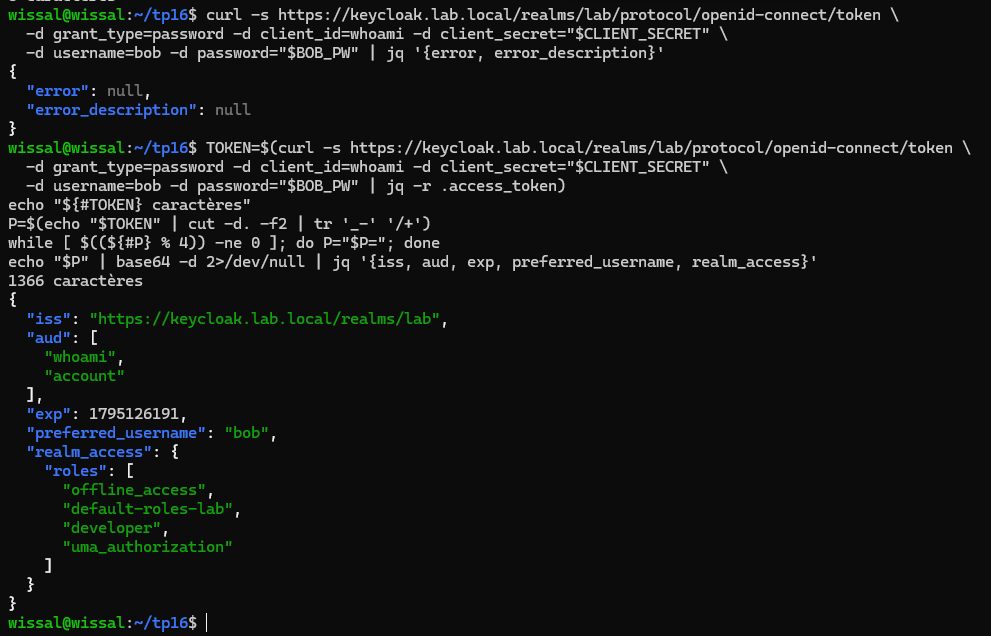 wissal@wissal:~/tp16$ curl -s https://keycloak.lab.local/realms/lab/protocol/openid-connect/token \
  -d grant_type=password -d client_id=whoami -d client_secret="$CLIENT_SECRET" \
  -d username=bob -d password="$BOB_PW" | jq '{error, error_description}'
{
  "error": null,
  "error_description": null
}
wissal@wissal:~/tp16$ TOKEN=$(curl -s https://keycloak.lab.local/realms/lab/protocol/openid-connect/token \
  -d grant_type=password -d client_id=whoami -d client_secret="$CLIENT_SECRET" \
  -d username=bob -d password="$BOB_PW" | jq -r .access_token)
echo "${#TOKEN} caractères"
P=$(echo "$TOKEN" | cut -d. -f2 | tr '_-' '/+')
while [ $((${#P} % 4)) -ne 0 ]; do P="$P="; done
echo "$P" | base64 -d 2>/dev/null | jq '{iss, aud, exp, preferred_username, realm_access}'
1366 caractères
{
  "iss": "https://keycloak.lab.local/realms/lab",
  "aud": [
    "whoami",
    "account"
  ],
  "exp": 1795126191,
  "preferred_username": "bob",
  "realm_access": {
    "roles": [
      "offline_access",
      "default-roles-lab",
      "developer",
      "uma_authorization"
    ]
  }
}
wissal@wissal:~/tp16$